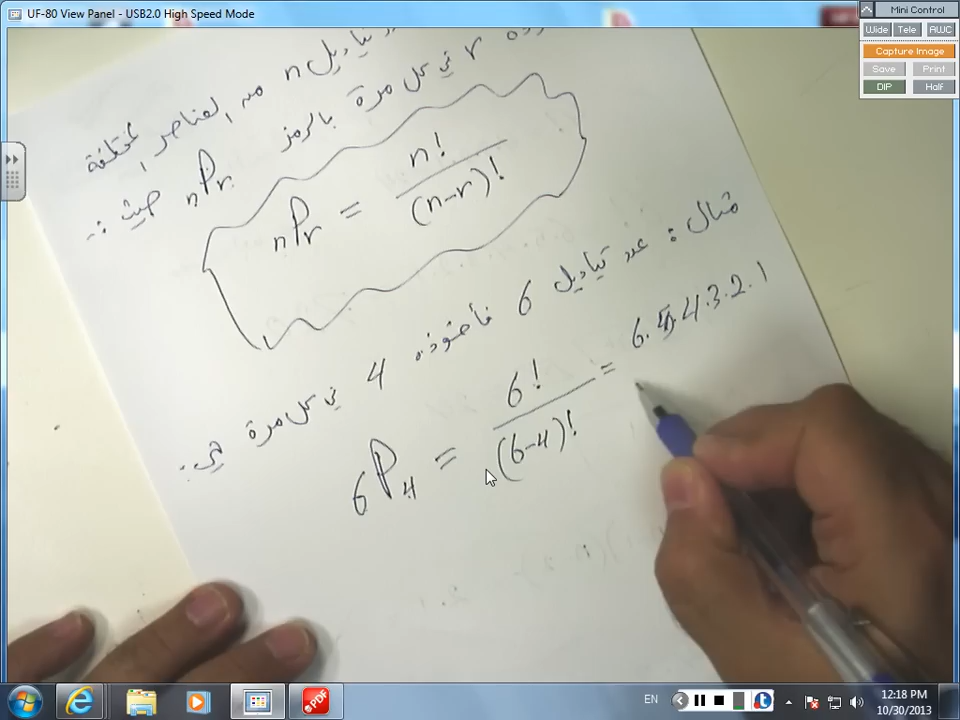 UF-80 View Panel - USB2.0 High Speed Mode
Mini Control
Wide Tele AWC
Capture Image
Save Print
DIP Half
تباديل n
من العناصر المختلفة
r في كل مرة بالرمز
nPr حيث :-
nPr = n! / (n-r)!
مثال : عدد تباديل 6 مأخوذه 4 في كل مرة هي :
6P4 = 6! / (6-4)! = 6.5.4.3.2.1
EN
12:18 PM
10/30/2013